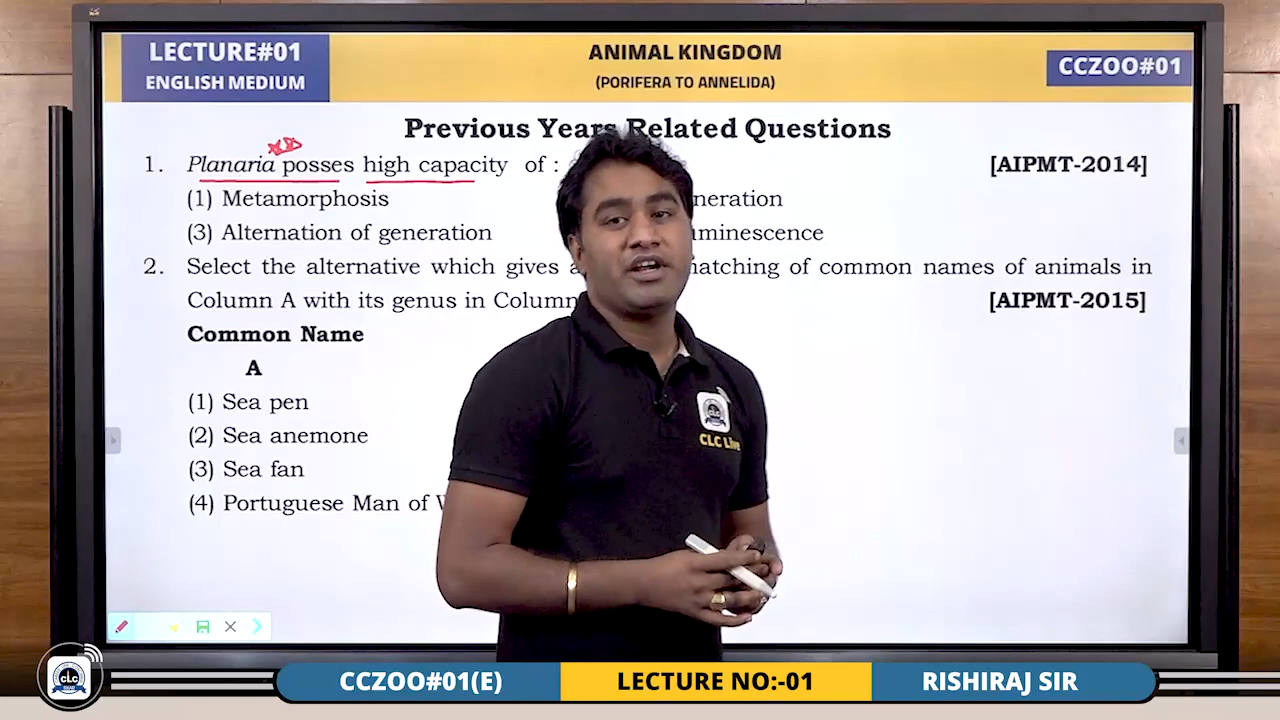 LECTURE#01
ENGLISH MEDIUM
ANIMAL KINGDOM
(PORIFERA TO ANNELIDA)
CCZOO#01
Previous Years Related Questions
1. Planaria posses high capacity of : [AIPMT-2014]
(1) Metamorphosis
(3) Alternation of generation
2. Select the alternative which gives matching of common names of animals in
Column A with its genus in Column [AIPMT-2015]
Common Name
A
(1) Sea pen
(2) Sea anemone
(3) Sea fan
(4) Portuguese Man of
CLC
CLC Live
CLC
CCZOO#01(E)
LECTURE NO:-01
RISHIRAJ SIR